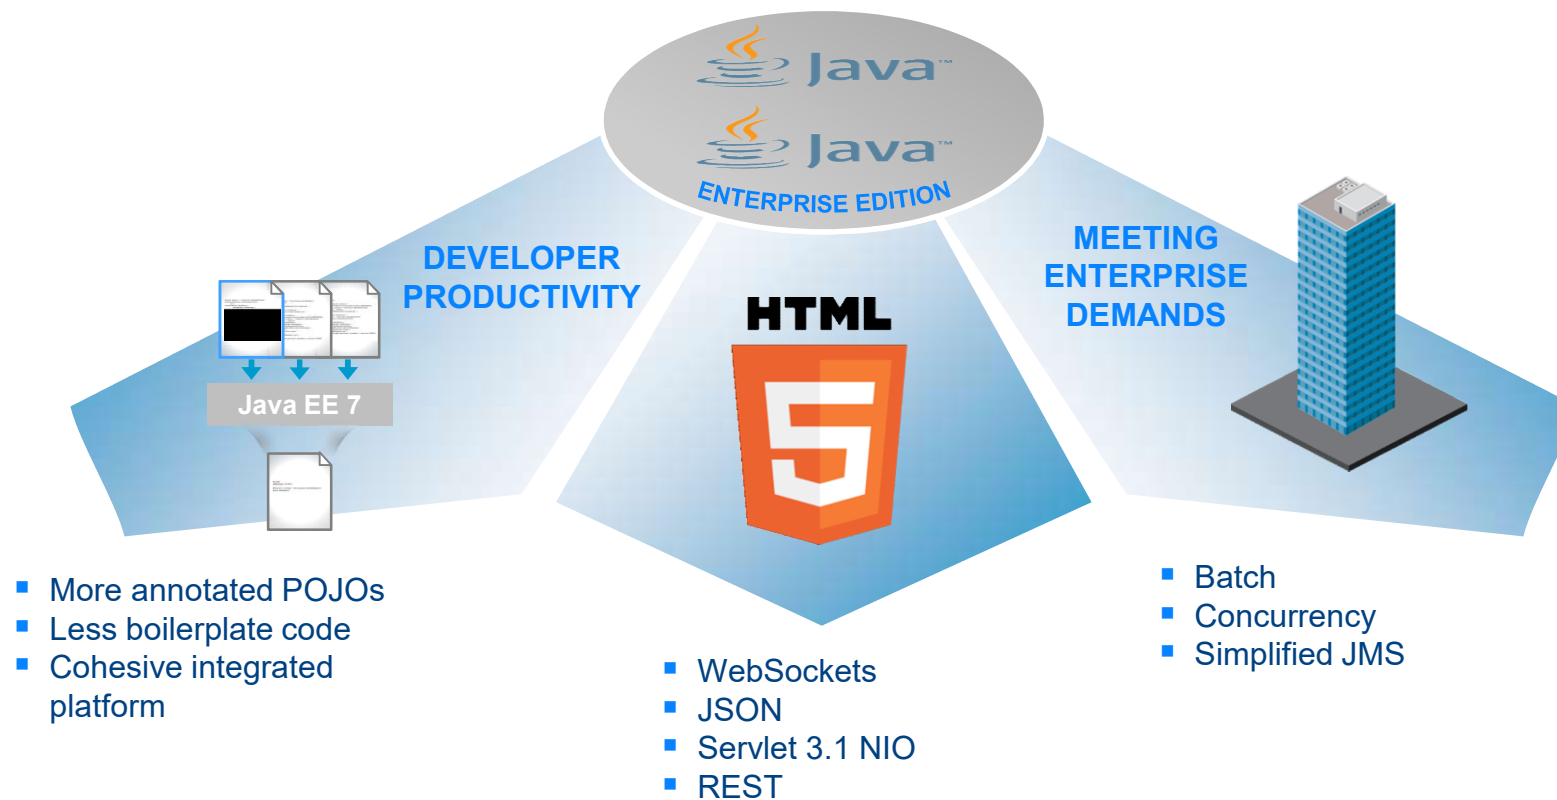 Java™
Java™
ENTERPRISE EDITION
DEVELOPER
PRODUCTIVITY
Java EE 7
More annotated POJOs
Less boilerplate code
Cohesive integrated
platform
HTML
5
WebSockets
JSON
Servlet 3.1 NIO
REST
MEETING
ENTERPRISE
DEMANDS
Batch
Concurrency
Simplified JMS